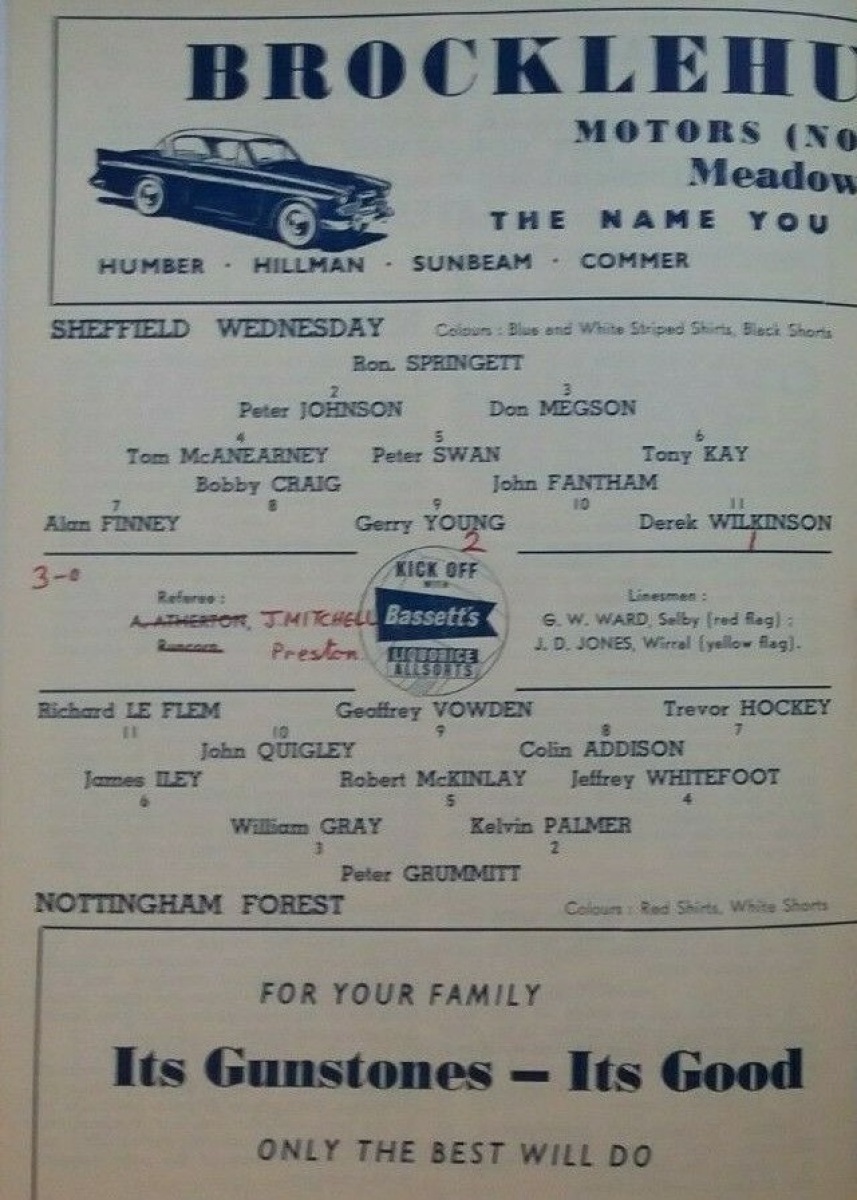 BROCKLEHU
MOTORS (NO
Meadow
THE NAME YOU
HUMBER · HILLMAN · SUNBEAM · COMMER
SHEFFIELD WEDNESDAY Colours : Blue and White Striped Shirts, Black Shorts
Ron. SPRINGETT
2 3
Peter JOHNSON Don MEGSON
4 5 6
Tom McANEARNEY Peter SWAN Tony KAY
Bobby CRAIG John FANTHAM
7 8 9 10 11
Alan FINNEY Gerry YOUNG Derek WILKINSON
2 1
3-0
KICK OFF
WITH
Bassett's
LIQUORICE
ALLSORTS
Referee :
A. ATHERTON, J.MITCHELL
Runcorn. Preston
Linesmen :
G. W. WARD, Selby (red flag) :
J. D. JONES, Wirral (yellow flag).
Richard LE FLEM Geoffrey VOWDEN Trevor HOCKEY
11 10 9 8 7
John QUIGLEY Colin ADDISON
James ILEY Robert McKINLAY Jeffrey WHITEFOOT
6 5 4
William GRAY Kelvin PALMER
3 2
Peter GRUMMITT
NOTTINGHAM FOREST Colours : Red Shirts, White Shorts
FOR YOUR FAMILY
Its Gunstones — Its Good
ONLY THE BEST WILL DO